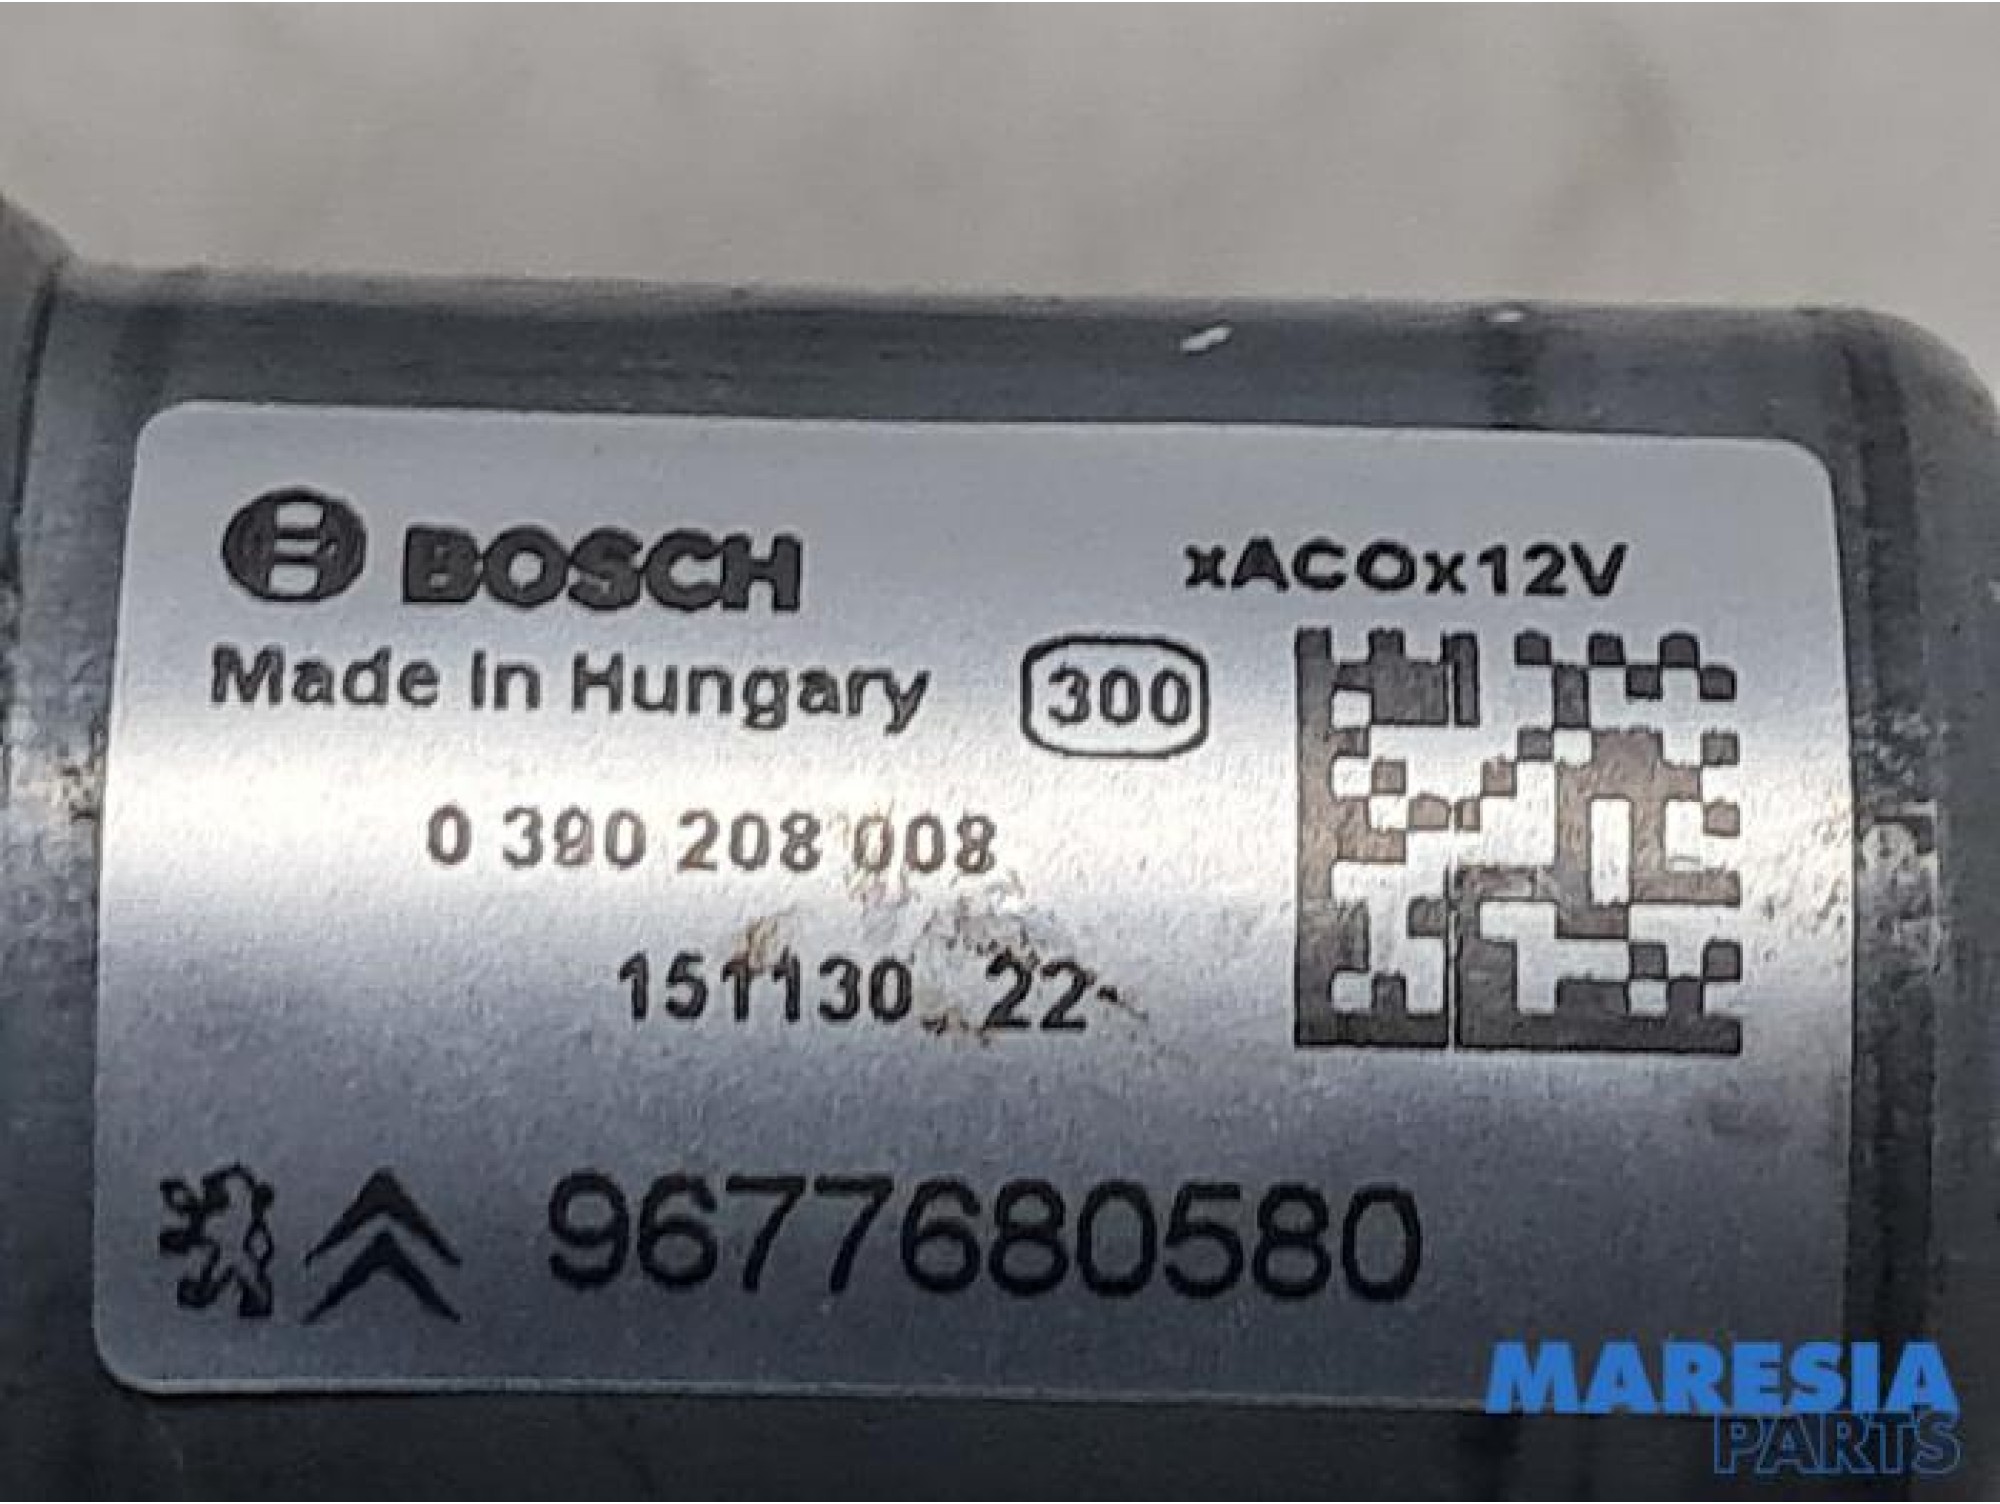 BOSCH
xACOx12V
Made in Hungary
300
0 390 208 008
151130 22
9677680580
MARESIA
PARTS